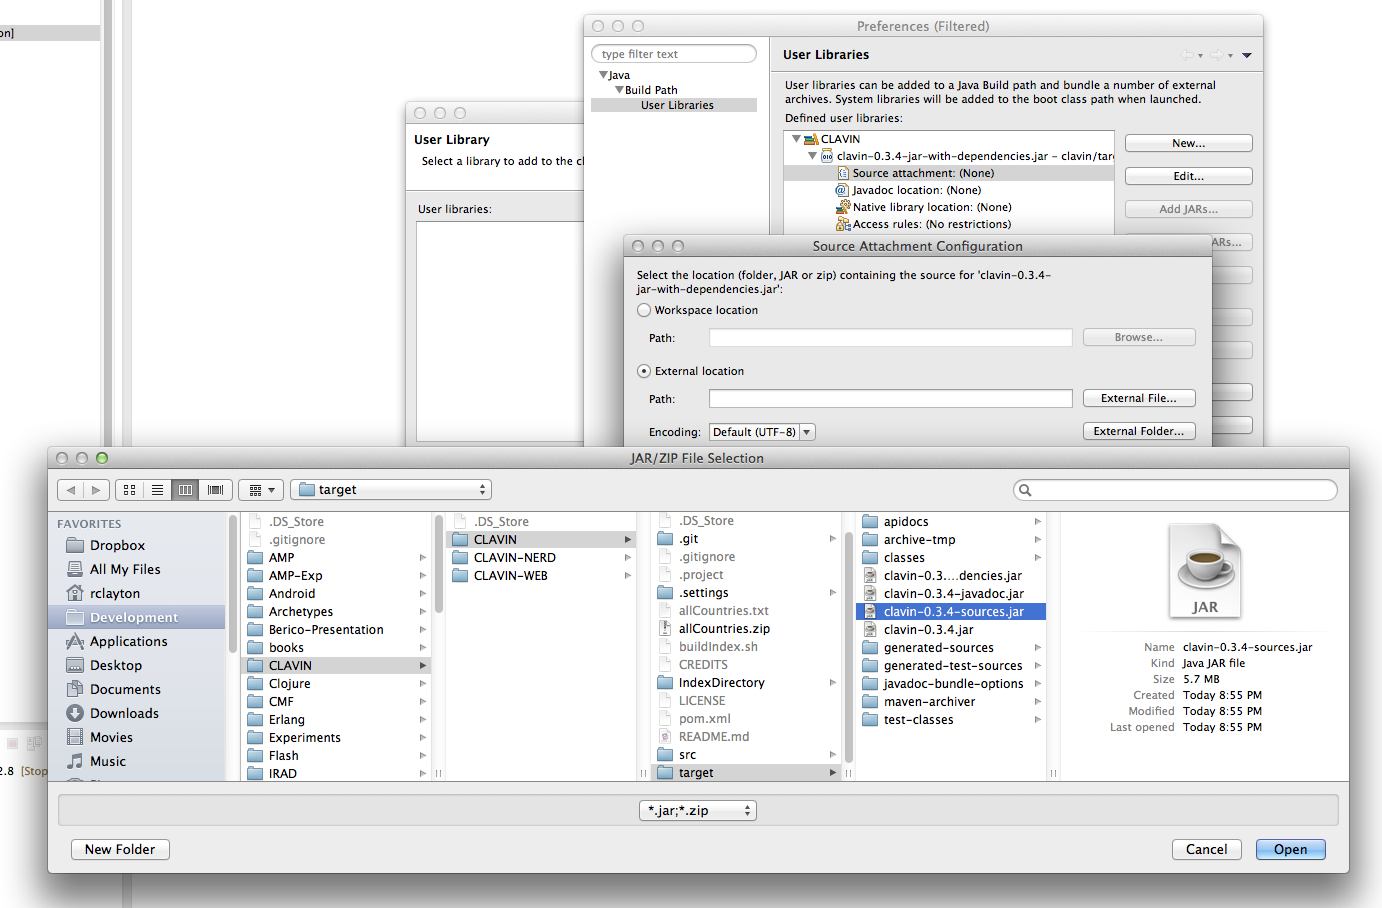 on]
Preferences (Filtered)
type filter text
Java
Build Path
User Libraries
User Libraries
User libraries can be added to a Java Build path and bundle a number of external
archives. System libraries will be added to the boot class path when launched.
Defined user libraries:
CLAVIN
clavin-0.3.4-jar-with-dependencies.jar - clavin/tar
Source attachment: (None)
Javadoc location: (None)
Native library location: (None)
Access rules: (No restrictions)
New...
Edit...
Add JARs...
ARs...
User Library
Select a library to add to the cl
User libraries:
Source Attachment Configuration
Select the location (folder, JAR or zip) containing the source for 'clavin-0.3.4-
jar-with-dependencies.jar':
Workspace location
Path:
Browse...
External location
Path:
External File...
Encoding:
Default (UTF-8)
External Folder...
JAR/ZIP File Selection
target
FAVORITES
Dropbox
All My Files
rclayton
Development
Applications
Desktop
Documents
Downloads
Movies
Music
.DS_Store
.gitignore
AMP
AMP-Exp
Android
Archetypes
Berico-Presentation
books
CLAVIN
Clojure
CMF
Erlang
Experiments
Flash
IRAD
.DS_Store
CLAVIN
CLAVIN-NERD
CLAVIN-WEB
.DS_Store
.git
.gitignore
.project
.settings
allCountries.txt
allCountries.zip
buildIndex.sh
CREDITS
IndexDirectory
LICENSE
pom.xml
README.md
src
target
apidocs
archive-tmp
classes
clavin-0.3....dencies.jar
clavin-0.3.4-javadoc.jar
clavin-0.3.4-sources.jar
clavin-0.3.4.jar
generated-sources
generated-test-sources
javadoc-bundle-options
maven-archiver
test-classes
JAR
Name clavin-0.3.4-sources.jar
Kind Java JAR file
Size 5.7 MB
Created Today 8:55 PM
Modified Today 8:55 PM
Last opened Today 8:55 PM
2.8 [Stop
*.jar;*.zip
New Folder
Cancel
Open